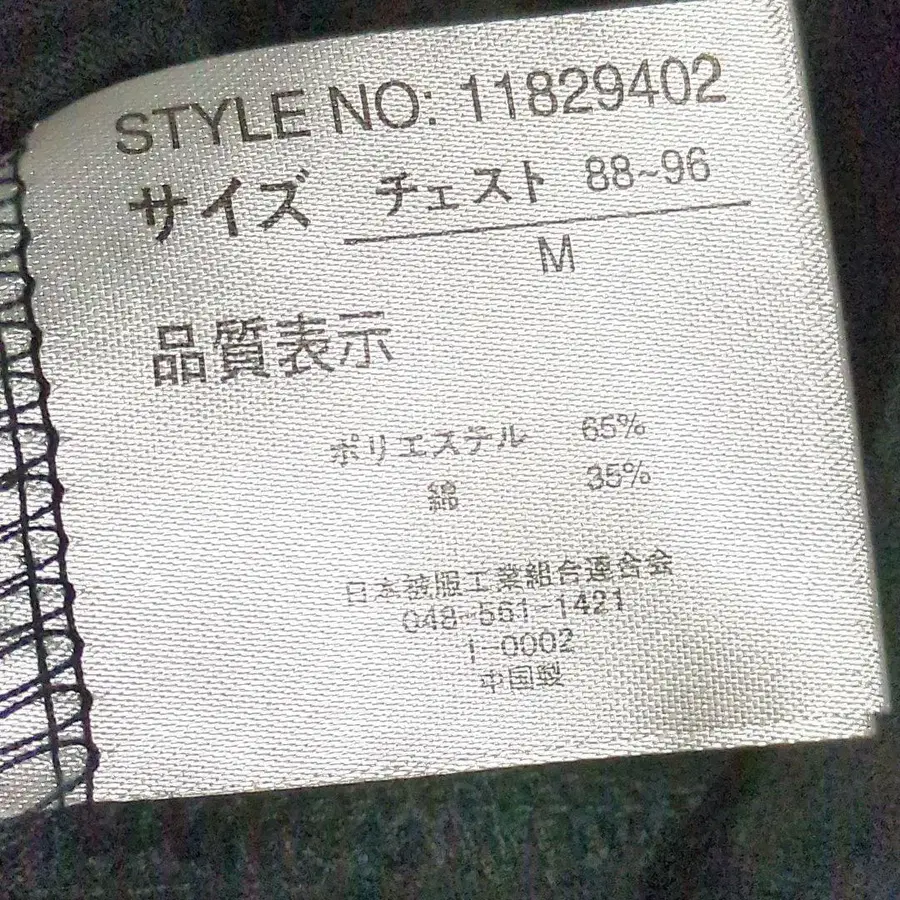 STYLE NO: 11829402
サイズ チェスト 88~96
M
品質表示
ポリエステル 65%
綿 35%
日本被服工業組合連合会
048-561-1421
I-0002
中国製